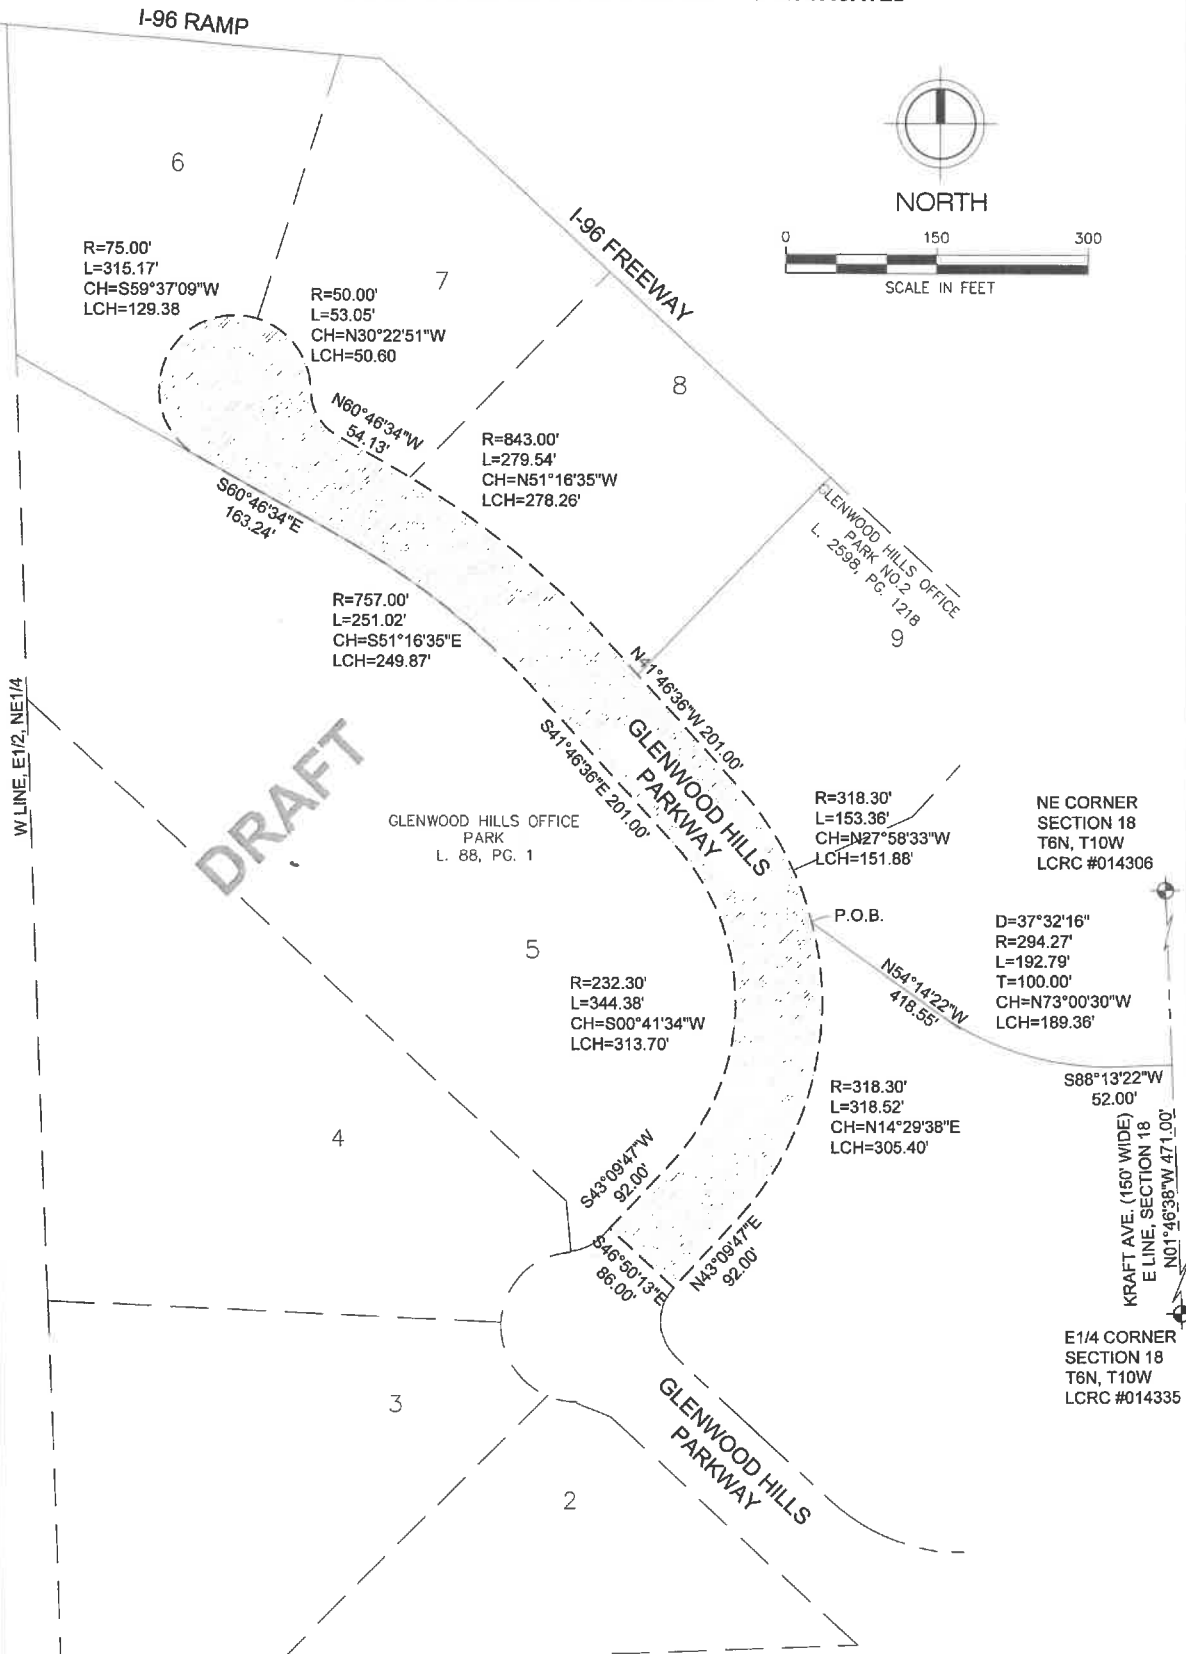 I-96 RAMP
NORTH
0 150 300
SCALE IN FEET
6
7
I-96 FREEWAY
8
R=75.00'
L=315.17'
CH=S59°37'09"W
LCH=129.38
R=50.00'
L=53.05'
CH=N30°22'51"W
LCH=50.60
N60°46'34"W
54.13'
R=843.00'
L=279.54'
CH=N51°16'35"W
LCH=278.26'
S60°46'34"E
163.24'
GLENWOOD HILLS OFFICE
PARK NO.2
L. 2598, PG. 1218
9
R=757.00'
L=251.02'
CH=S51°16'35"E
LCH=249.87'
N41°46'36"W 201.00'
S41°46'36"E 201.00'
GLENWOOD HILLS
PARKWAY
W LINE, E1/2, NE1/4
DRAFT
GLENWOOD HILLS OFFICE
PARK
L. 88, PG. 1
R=318.30'
L=153.36'
CH=N27°58'33"W
LCH=151.88'
NE CORNER
SECTION 18
T6N, T10W
LCRC #014306
P.O.B.
D=37°32'16"
R=294.27'
L=192.79'
T=100.00'
CH=N73°00'30"W
LCH=189.36'
N54°14'22"W
418.55'
5
R=232.30'
L=344.38'
CH=S00°41'34"W
LCH=313.70'
S88°13'22"W
52.00'
R=318.30'
L=318.52'
CH=N14°29'38"E
LCH=305.40'
4
S43°09'47"W
92.00'
S46°50'13"E
86.00'
N43°09'47"E
92.00'
KRAFT AVE. (150' WIDE)
E LINE, SECTION 18
N01°46'38"W 471.00'
E1/4 CORNER
SECTION 18
T6N, T10W
LCRC #014335
3
GLENWOOD HILLS
PARKWAY
2